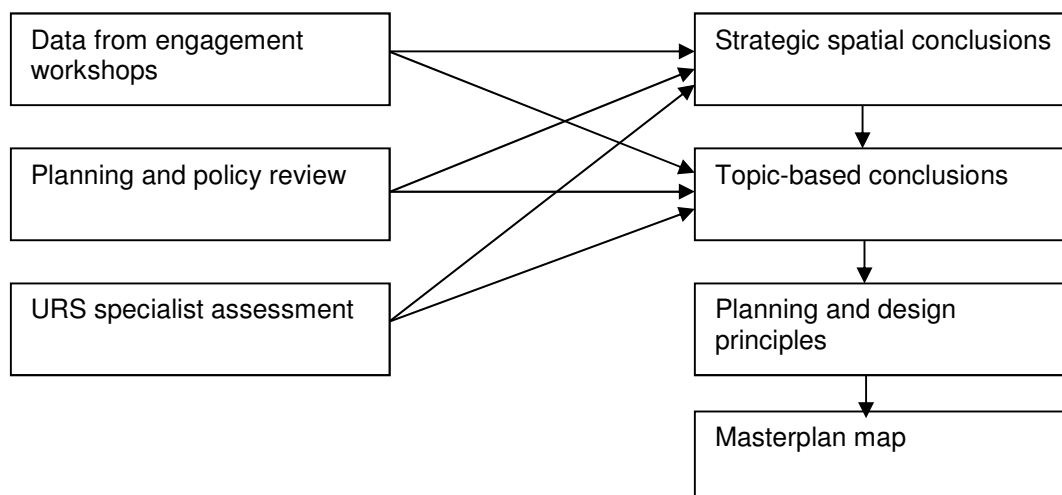 Data from engagement
workshops
Planning and policy review
URS specialist assessment
Strategic spatial conclusions
Topic-based conclusions
Planning and design
principles
Masterplan map